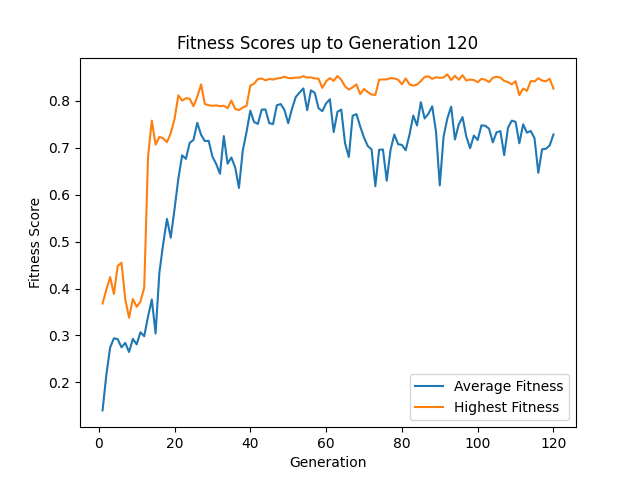 Fitness Scores up to Generation 120
Fitness Score
0.8
0.7
0.6
0.5
0.4
0.3
0.2
0 20 40 60 80 100 120
Generation
Average Fitness
Highest Fitness